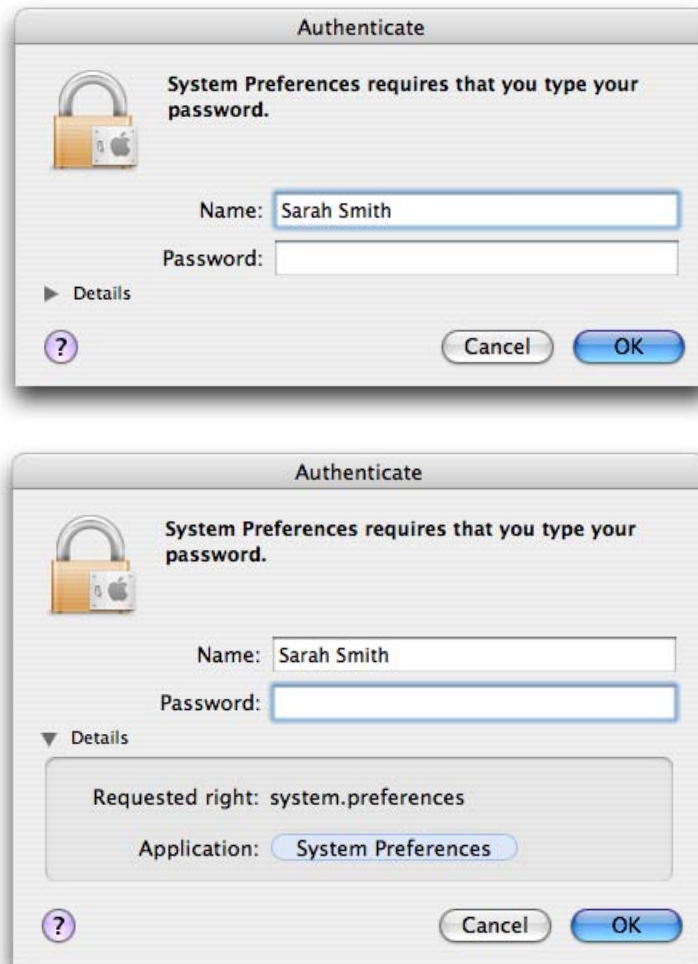 Authenticate
System Preferences requires that you type your
password.
Name: Sarah Smith
Password:
Details
?
Cancel
OK
Authenticate
System Preferences requires that you type your
password.
Name: Sarah Smith
Password:
Details
Requested right: system.preferences
Application: System Preferences
?
Cancel
OK